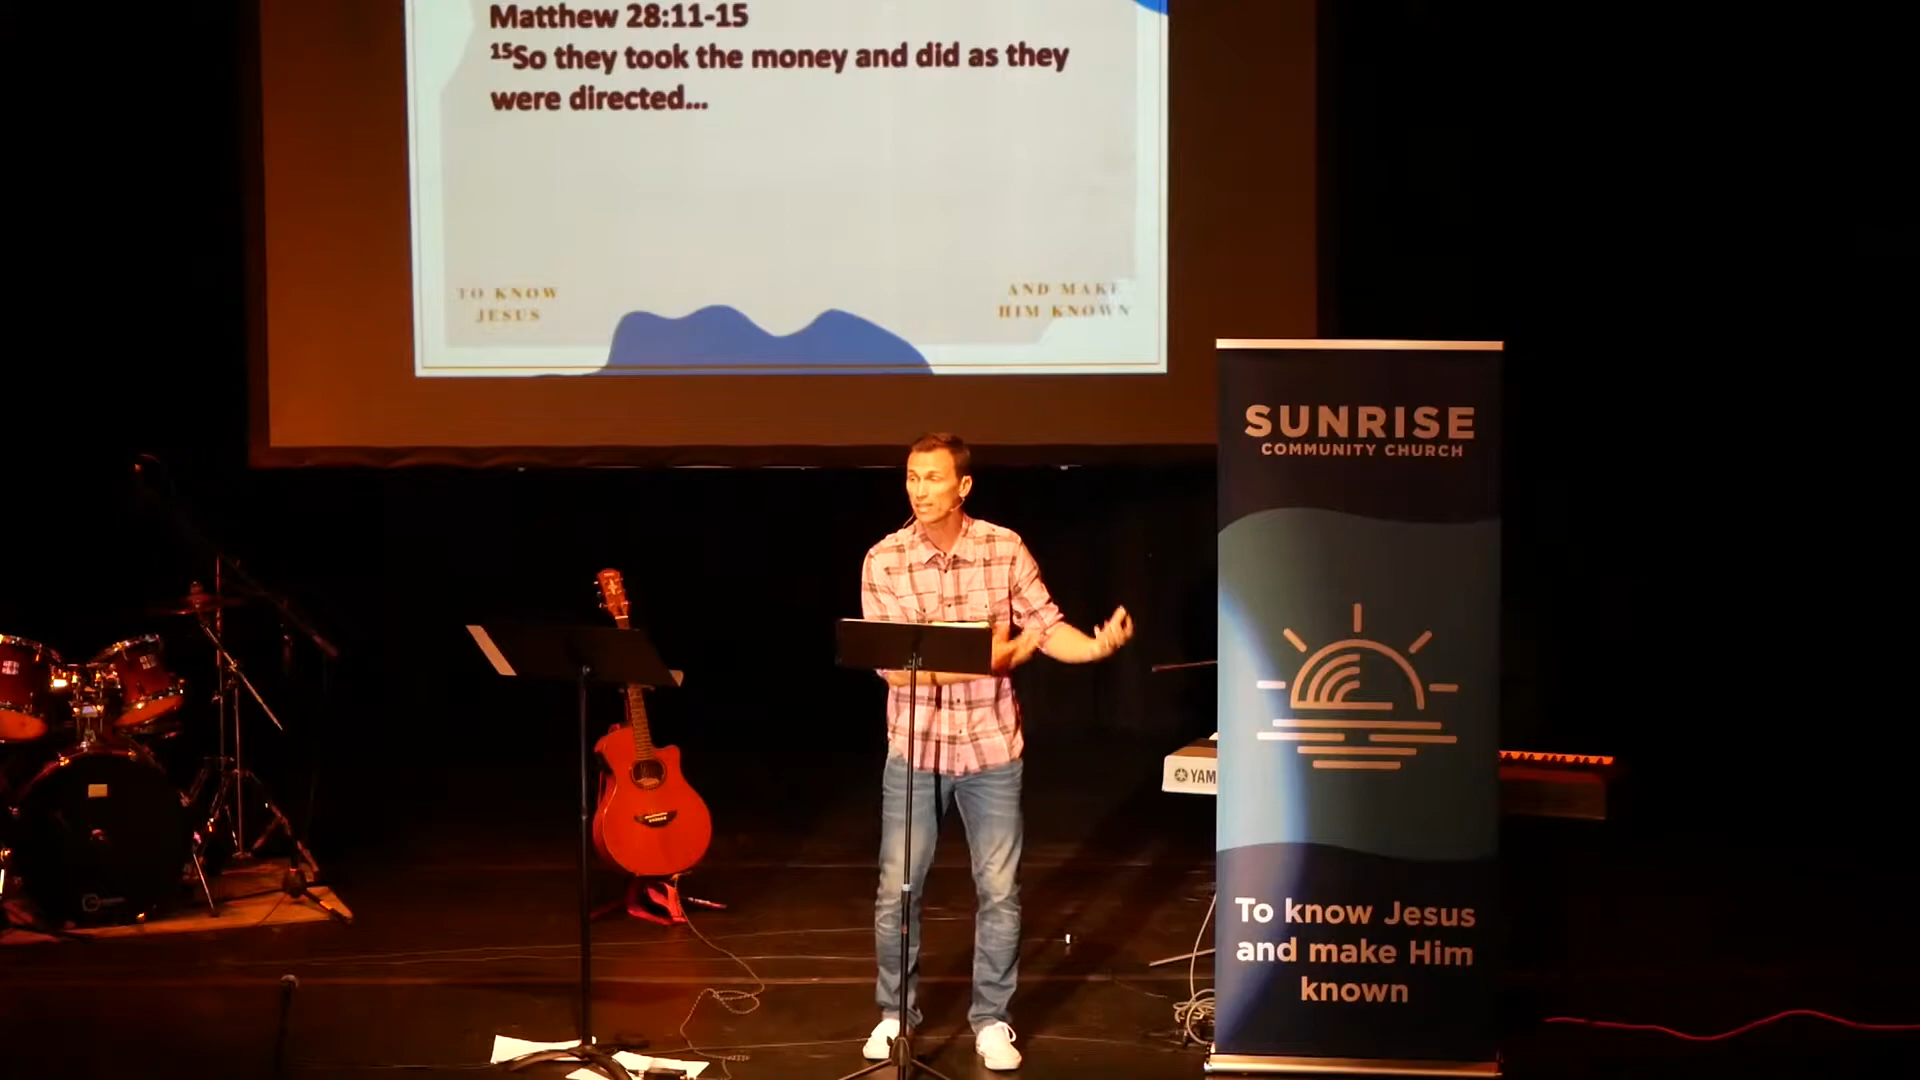 Matthew 28:11-15
¹⁵So they took the money and did as they
were directed...
TO KNOW
JESUS
AND MAKE
HIM KNOWN
SUNRISE
COMMUNITY CHURCH
YAM
To know Jesus
and make Him
known